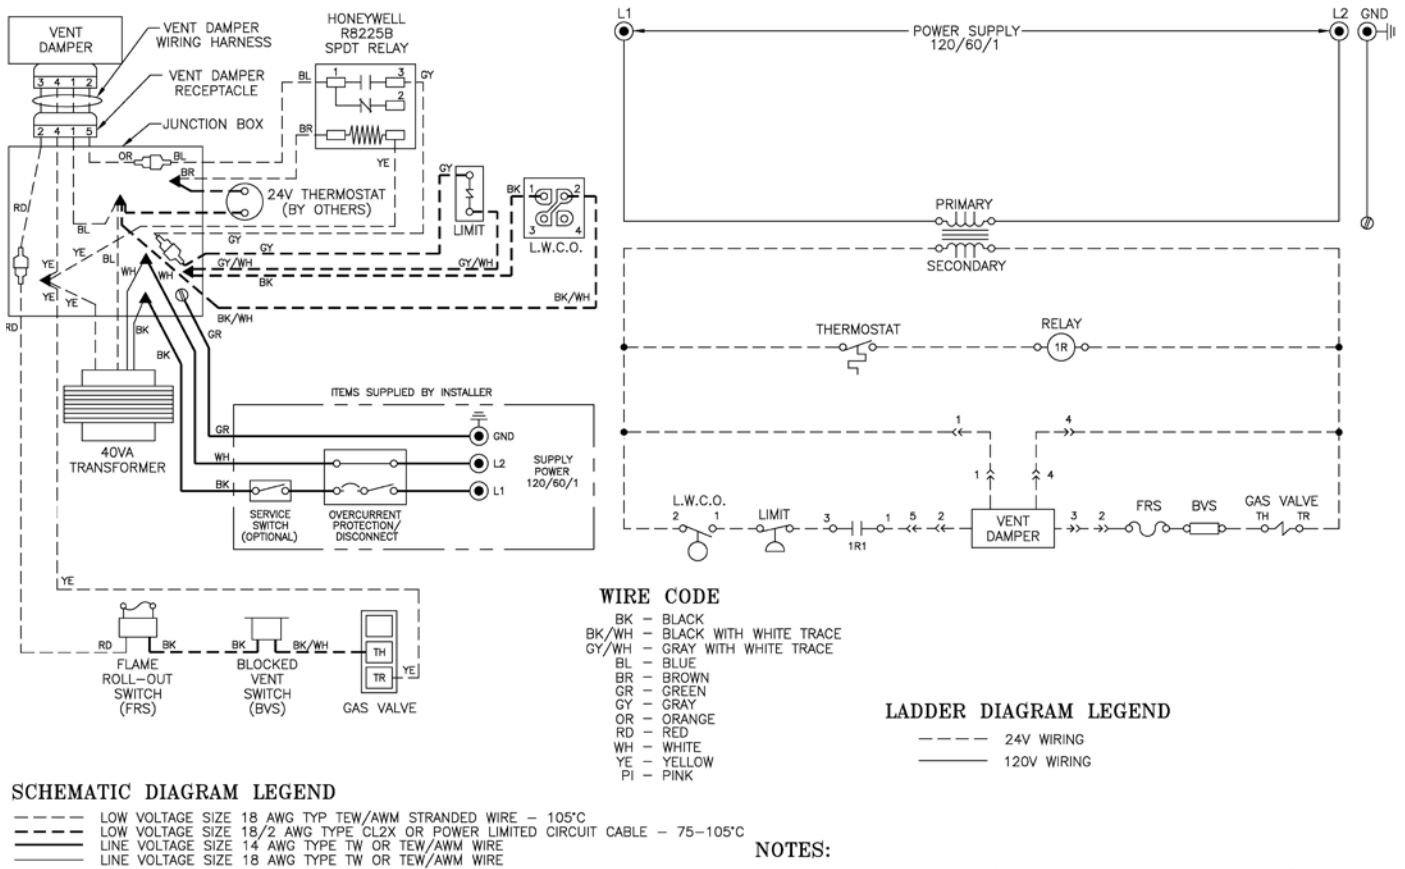 VENT
DAMPER
3 4 1 2
2 4 1 5
VENT DAMPER
WIRING HARNESS
VENT DAMPER
RECEPTACLE
JUNCTION BOX
HONEYWELL
R8225B
SPDT RELAY
BL
1
3
GY
2
BR
YE
OR
BL
BR
24V THERMOSTAT
(BY OTHERS)
RD
BL
GY
YE
BL
YE
YE
YE
WH
WH
GY
LIMIT
BK
1
2
3
4
L.W.C.O.
GY
GY/WH
GY/WH
BK
BK/WH
BK/WH
RD
BK
BK
GR
40VA
TRANSFORMER
ITEMS SUPPLIED BY INSTALLER
GR
GND
WH
L2
BK
L1
SUPPLY
POWER
120/60/1
SERVICE
SWITCH
(OPTIONAL)
OVERCURRENT
PROTECTION/
DISCONNECT
YE
RD
BK
BK
BK/WH
TH
TR
YE
FLAME
ROLL-OUT
SWITCH
(FRS)
BLOCKED
VENT
SWITCH
(BVS)
GAS VALVE
L1
POWER SUPPLY
120/60/1
L2
GND
PRIMARY
SECONDARY
THERMOSTAT
RELAY
1R
1
4
1
4
L.W.C.O.
2
1
LIMIT
3
1
1R1
5
2
VENT
DAMPER
3
2
FRS
BVS
GAS VALVE
TH
TR
WIRE CODE
BK - BLACK
BK/WH - BLACK WITH WHITE TRACE
GY/WH - GRAY WITH WHITE TRACE
BL - BLUE
BR - BROWN
GR - GREEN
GY - GRAY
OR - ORANGE
RD - RED
WH - WHITE
YE - YELLOW
PI - PINK
LADDER DIAGRAM LEGEND
24V WIRING
120V WIRING
SCHEMATIC DIAGRAM LEGEND
LOW VOLTAGE SIZE 18 AWG TYP TEW/AWM STRANDED WIRE - 105°C
LOW VOLTAGE SIZE 18/2 AWG TYPE CL2X OR POWER LIMITED CIRCUIT CABLE - 75-105°C
LINE VOLTAGE SIZE 14 AWG TYPE TW OR TEW/AWM WIRE
LINE VOLTAGE SIZE 18 AWG TYPE TW OR TEW/AWM WIRE
NOTES: